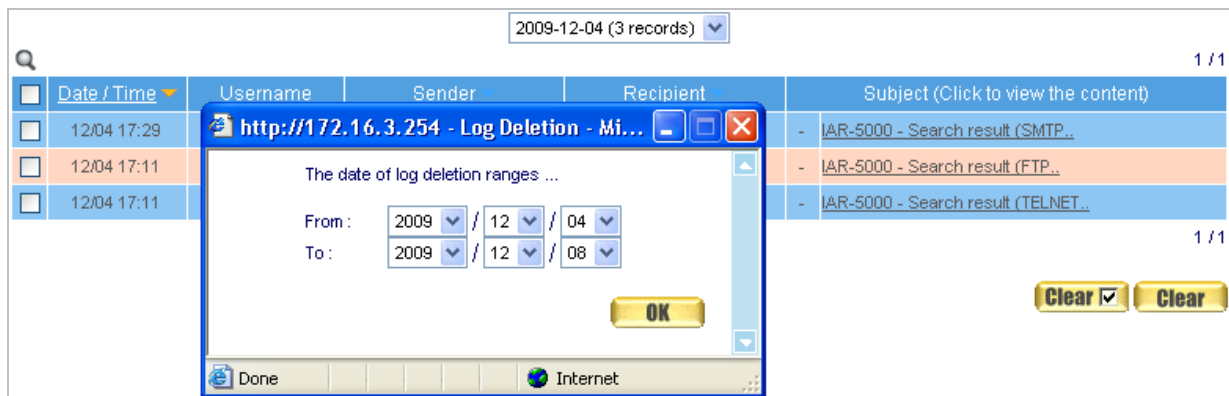 2009-12-04 (3 records)
1 / 1
Date / Time Username Sender Recipient Subject (Click to view the content)
12/04 17:29 - IAR-5000 - Search result (SMTP..
12/04 17:11 - IAR-5000 - Search result (FTP..
12/04 17:11 - IAR-5000 - Search result (TELNET..
1 / 1
Clear Clear
http://172.16.3.254 - Log Deletion - Mi...
The date of log deletion ranges ...
From : 2009 / 12 / 04
To : 2009 / 12 / 08
OK
Done Internet